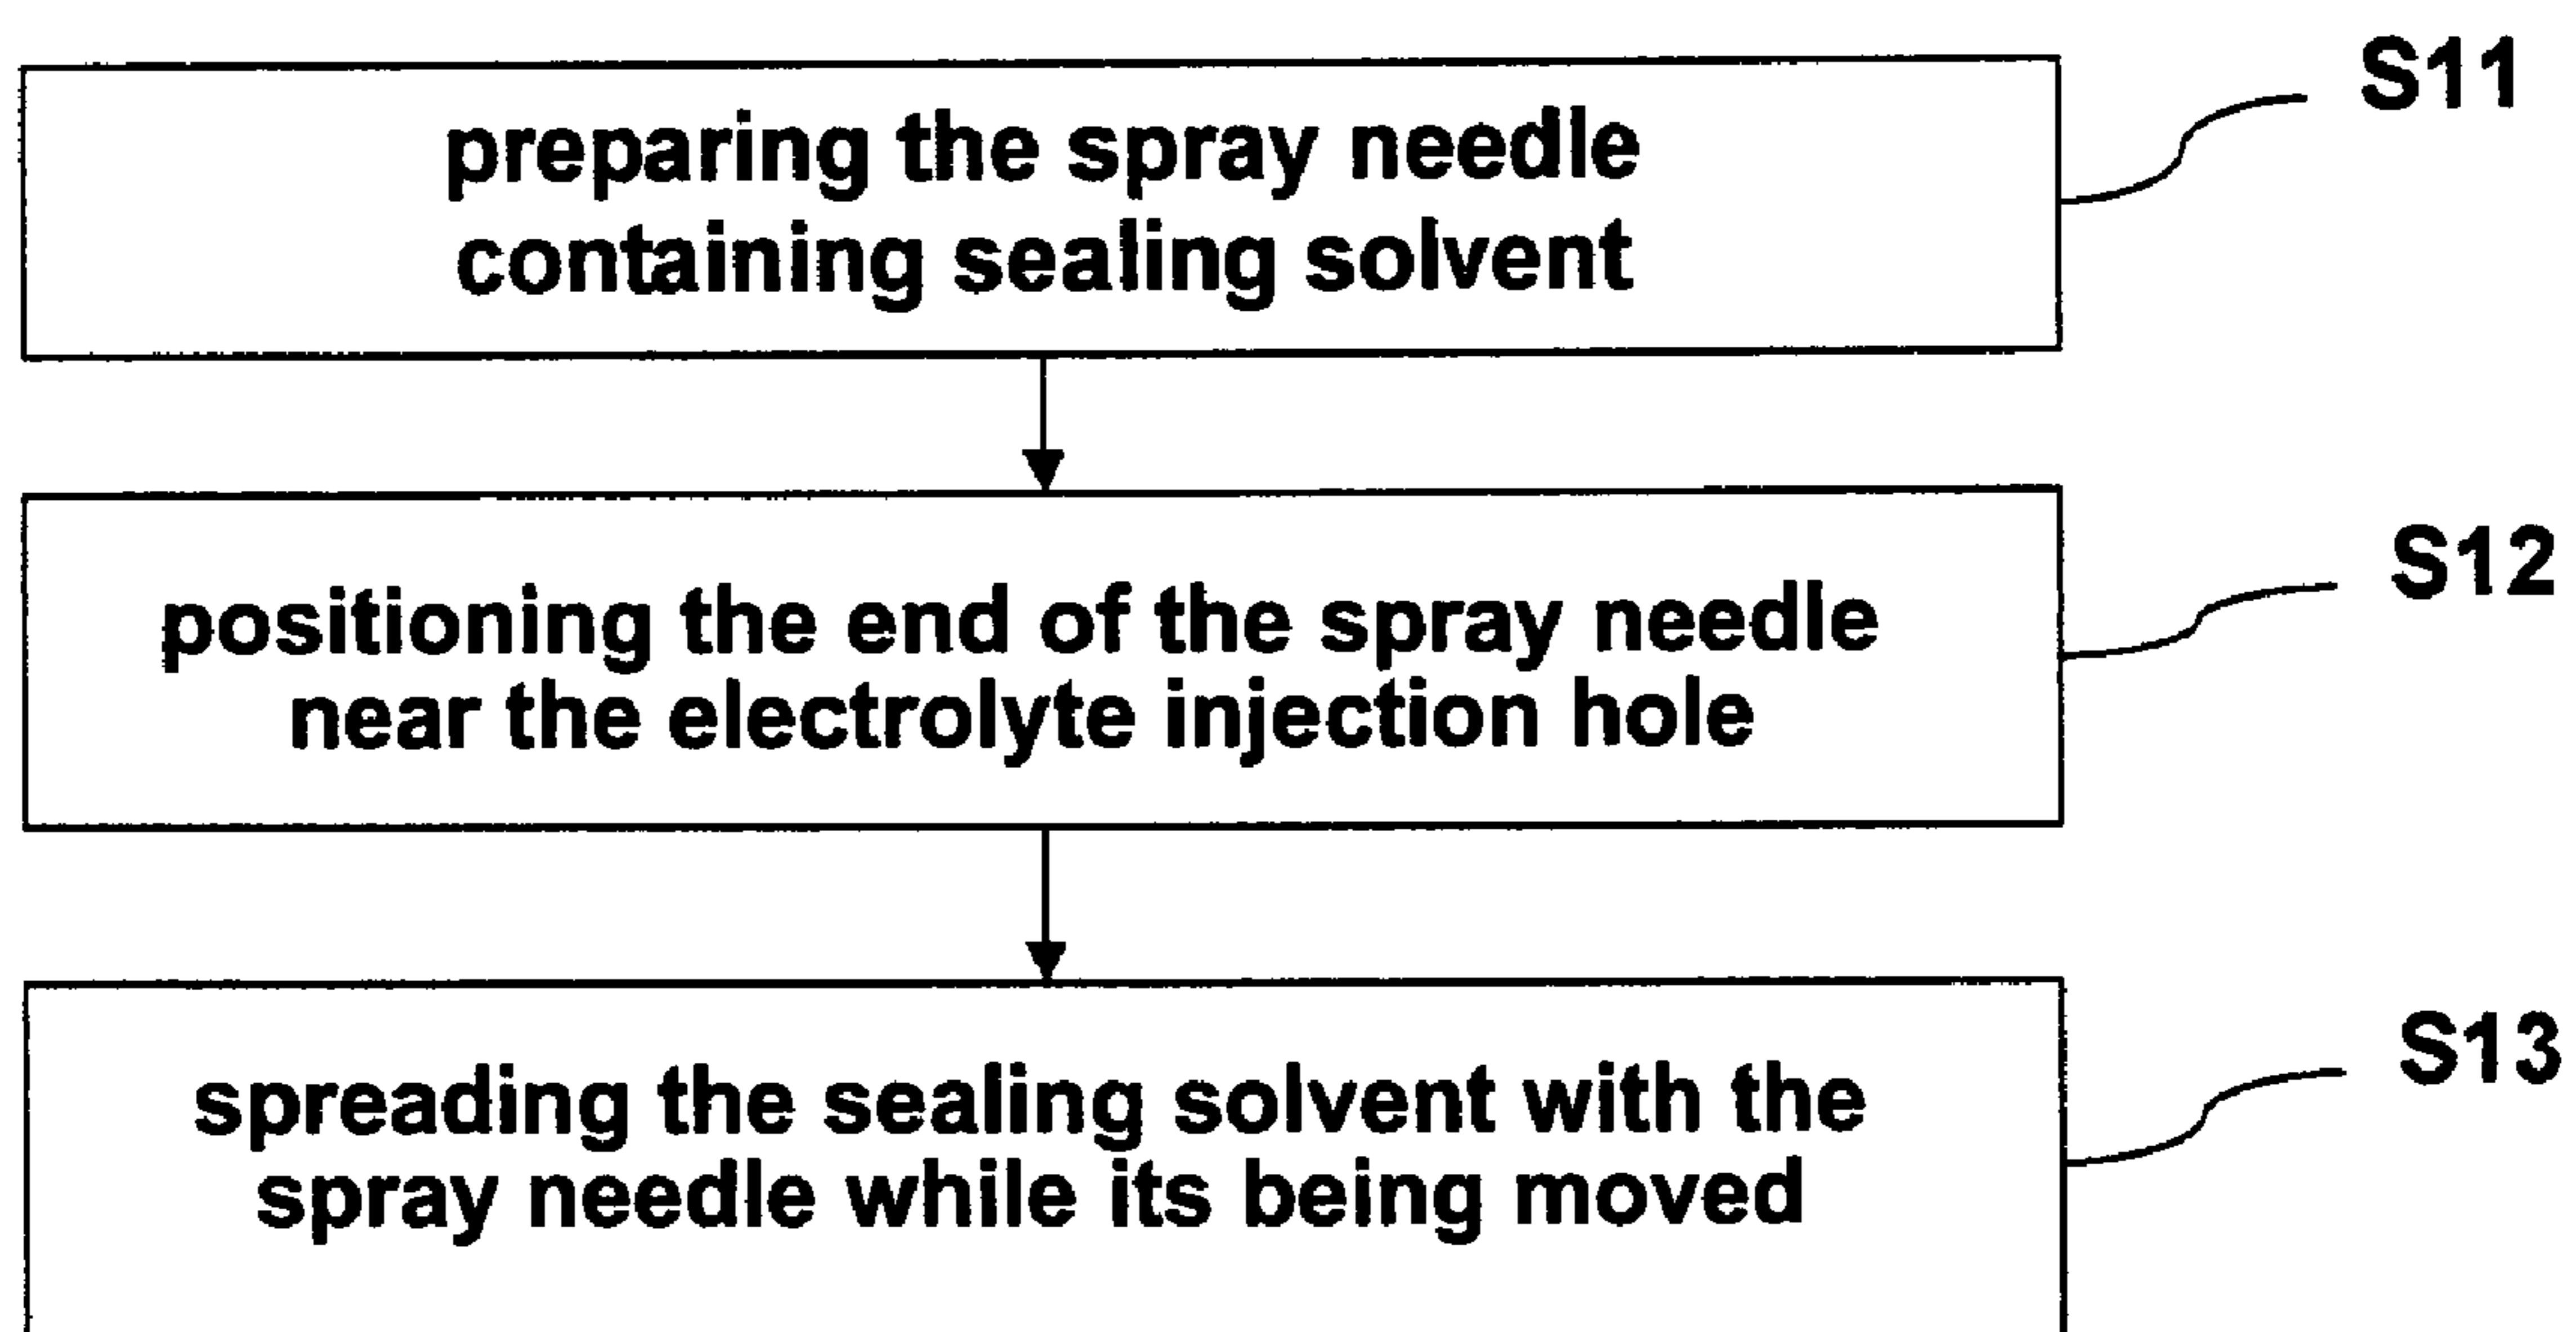 S11
preparing the spray needle
containing sealing solvent
S12
positioning the end of the spray needle
near the electrolyte injection hole
S13
spreading the sealing solvent with the
spray needle while its being moved